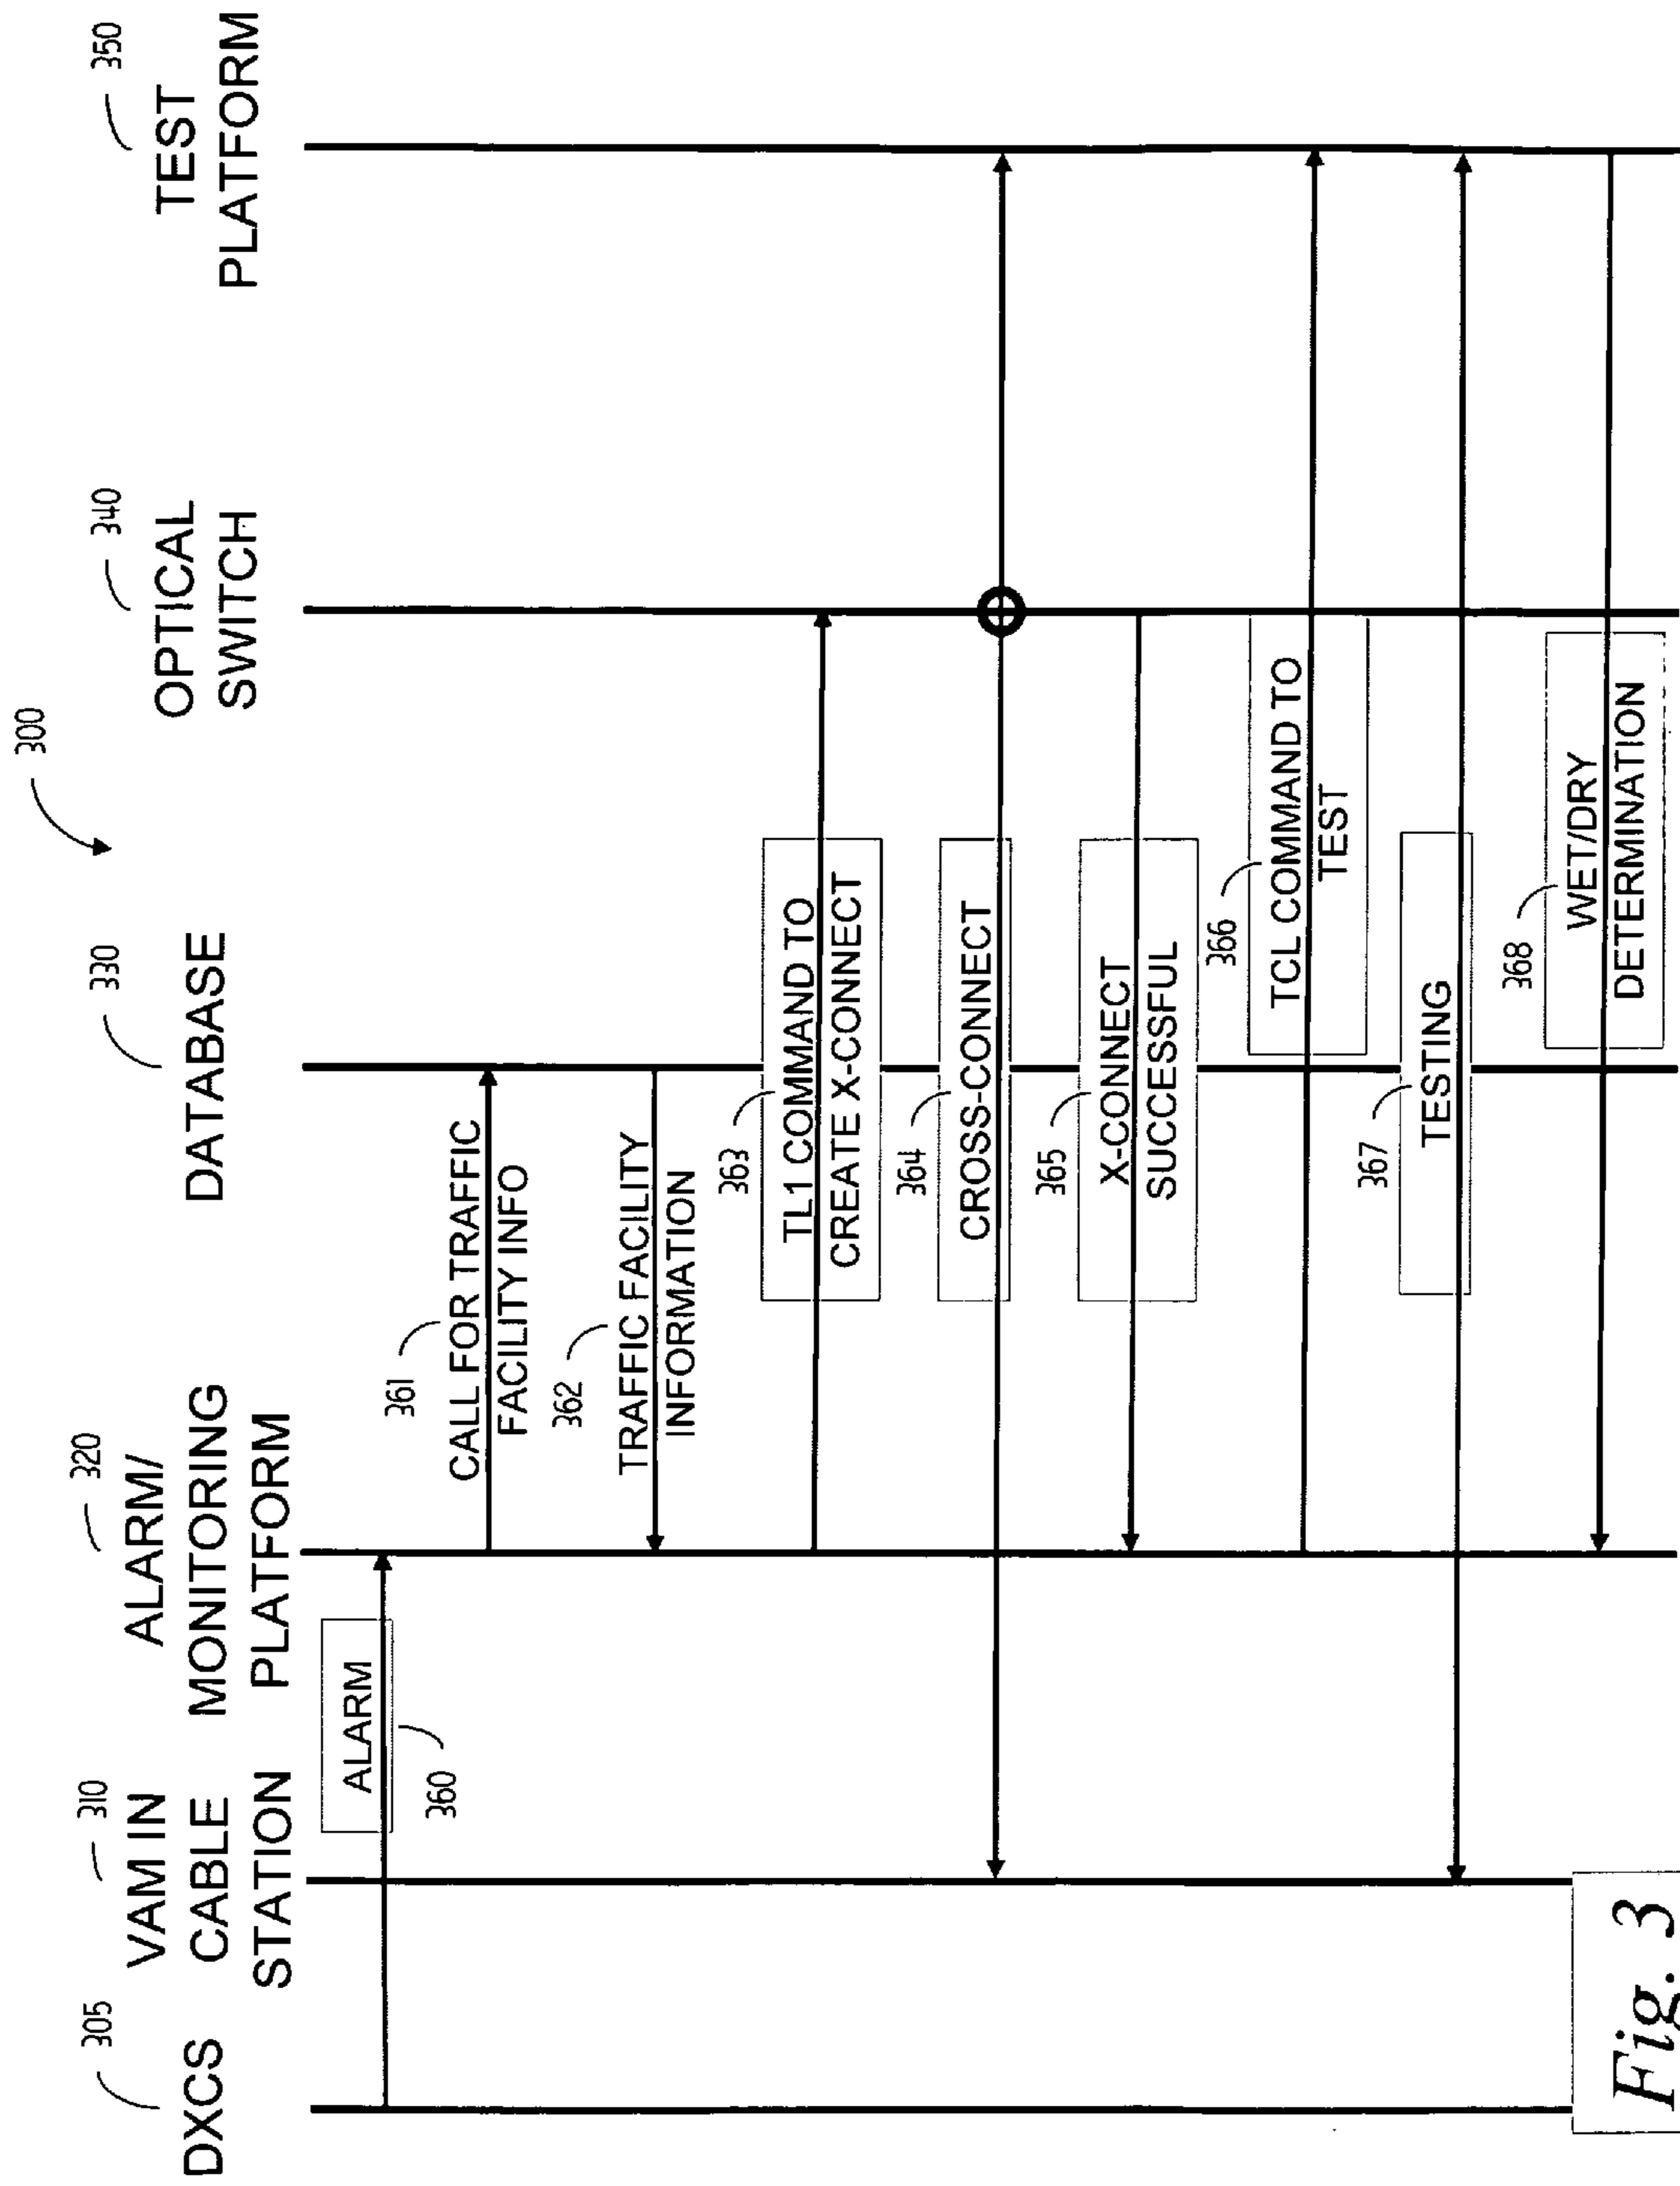 300
305
DXCS
310
VAM IN
CABLE
STATION
320
ALARM/
MONITORING
PLATFORM
330
DATABASE
340
OPTICAL
SWITCH
350
TEST
PLATFORM
ALARM
360
361
CALL FOR TRAFFIC
FACILITY INFO
362
TRAFFIC FACILITY
INFORMATION
363
TL1 COMMAND TO
CREATE X-CONNECT
364
CROSS-CONNECT
365
X-CONNECT
SUCCESSFUL
366
TCL COMMAND TO
TEST
367
TESTING
368
WET/DRY
DETERMINATION
Fig. 3